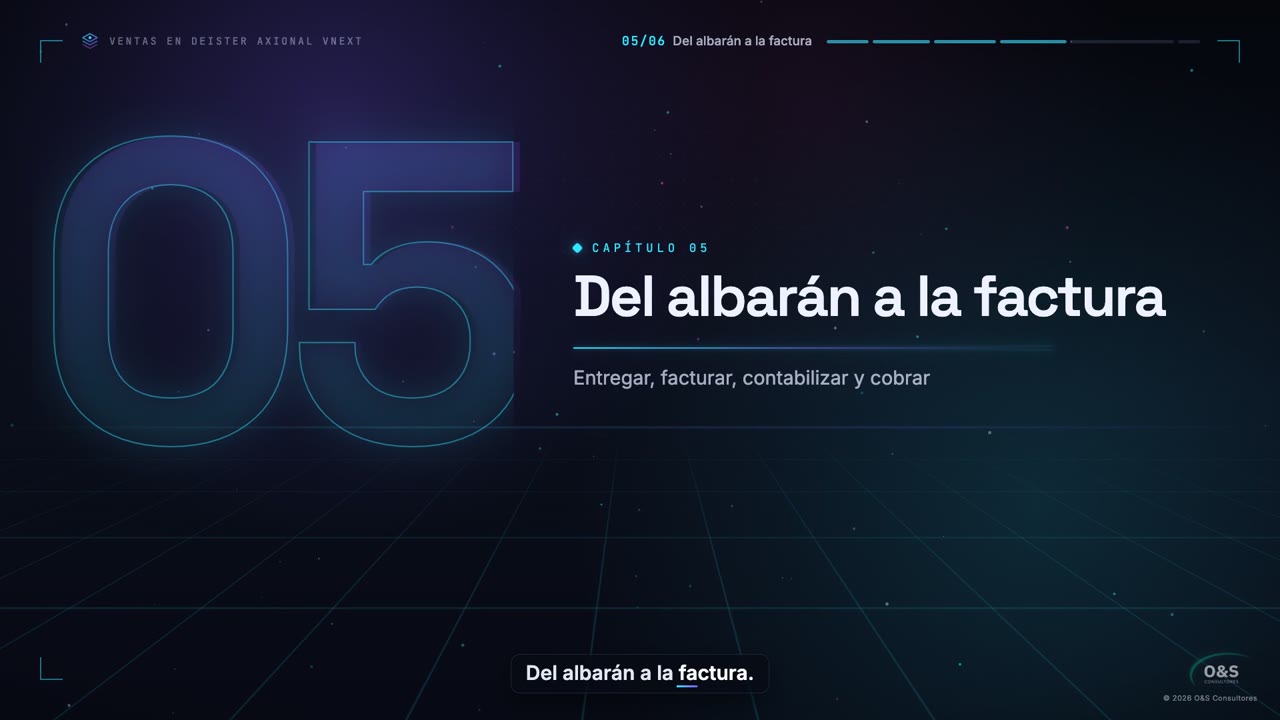 VENTAS EN DEISTER AXIONAL VNEXT
05/06 Del albarán a la factura
05
CAPÍTULO 05
Del albarán a la factura
Entregar, facturar, contabilizar y cobrar
Del albarán a la factura.
O&S
CONSULTORES
© 2026 O&S Consultores